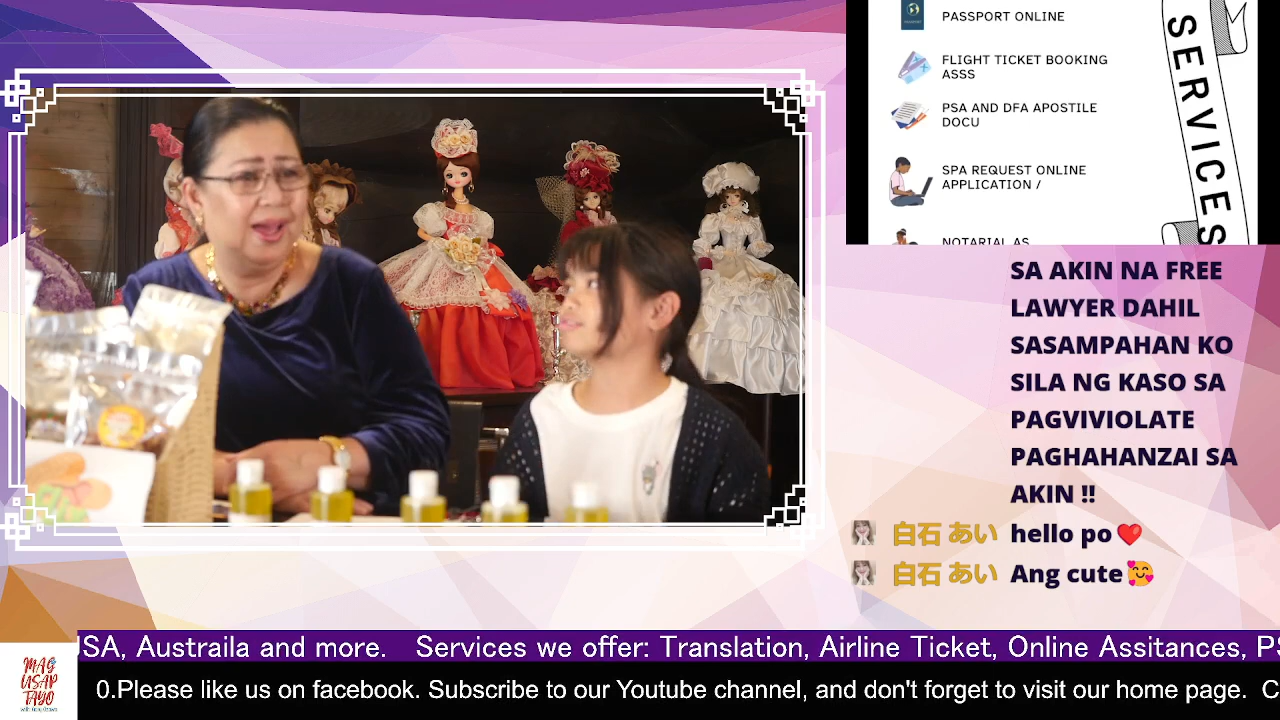 PASSPORT ONLINE
FLIGHT TICKET BOOKING
ASSS
PSA AND DFA APOSTILE
DOCU
SPA REQUEST ONLINE
APPLICATION /
NOTARIAL AS
SERVICES
SA AKIN NA FREE
LAWYER DAHIL
SASAMPAHAN KO
SILA NG KASO SA
PAGVIVIOLATE
PAGHAHANZAI SA
AKIN !!
白石 あい hello po❤️
白石 あい Ang cute🥰
JSA, Austraila and more. Services we offer: Translation, Airline Ticket, Online Assitances, PS
MAG
USAP
TAYO
0.Please like us on facebook. Subscribe to our Youtube channel, and don't forget to visit our home page. C